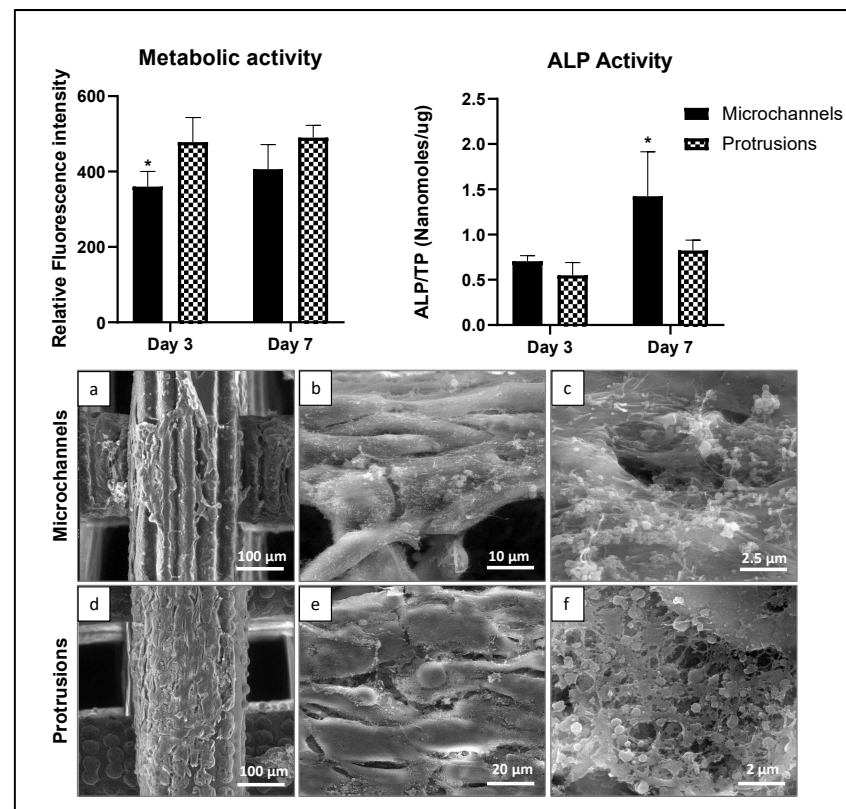 Metabolic activity
Relative Fluorescence intensity
600
400
200
0
Day 3
Day 7
*
ALP Activity
ALP/TP (Nanomoles/ug)
2.5
2.0
1.5
1.0
0.5
0.0
Day 3
Day 7
*
Microchannels
Protrusions
Microchannels
a
100 µm
b
10 µm
c
2.5 µm
Protrusions
d
100 µm
e
20 µm
f
2 µm